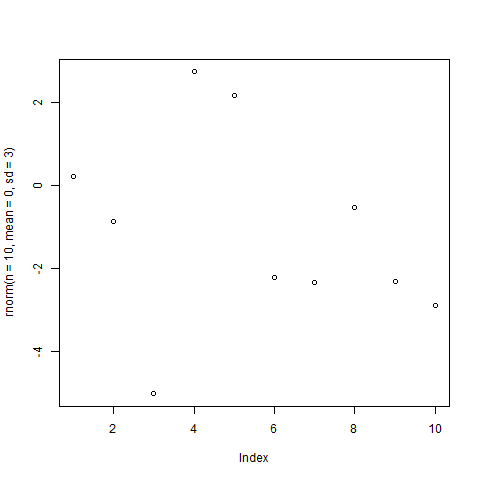 rnorm(n = 10, mean = 0, sd = 3)
2
0
-2
-4
2 4 6 8 10
Index